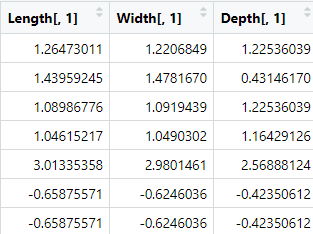 Length[, 1] Width[, 1] Depth[, 1]
1.26473011 1.2206849 1.22536039
1.43959245 1.4781670 0.43146170
1.08986776 1.0919439 1.22536039
1.04615217 1.0490302 1.16429126
3.01335358 2.9801461 2.56888124
-0.65875571 -0.6246036 -0.42350612
-0.65875571 -0.6246036 -0.42350612